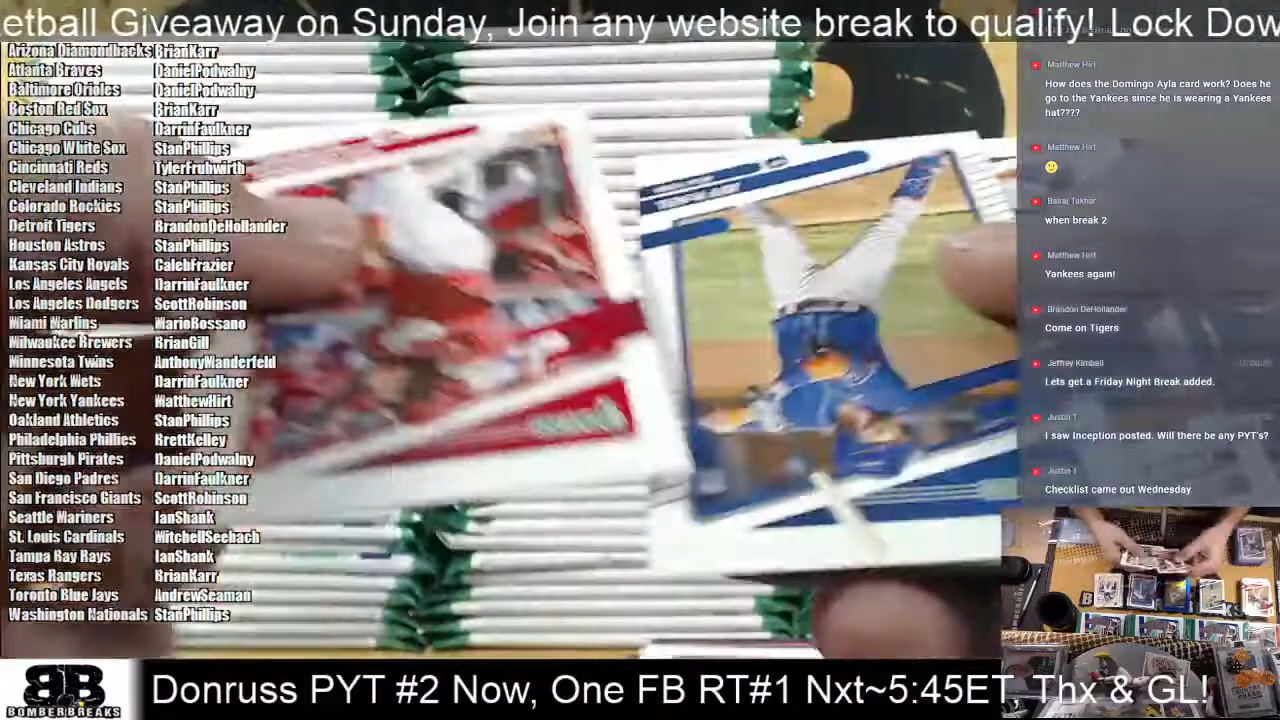 etball Giveaway on Sunday, Join any website break to qualify! Lock Dow
Arizona Diamondbacks BrianKarr
Atlanta Braves DanielPodwalny
Baltimore Orioles DanielPodwalny
Boston Red Sox BrianKarr
Chicago Cubs DarrinFaulkner
Chicago White Sox StanPhillips
Cincinnati Reds TylerFruhwirth
Cleveland Indians StanPhillips
Colorado Rockies StanPhillips
Detroit Tigers BrandonDeHollander
Houston Astros StanPhillips
Kansas City Royals CalebFrazier
Los Angeles Angels DarrinFaulkner
Los Angeles Dodgers ScottRobinson
Miami Marlins MarioRossano
Milwaukee Brewers BrianGill
Minnesota Twins AnthonyManderfeld
New York Mets DarrinFaulkner
New York Yankees MatthewHirt
Oakland Athletics StanPhillips
Philadelphia Phillies BrettKelley
Pittsburgh Pirates DanielPodwalny
San Diego Padres DarrinFaulkner
San Francisco Giants ScottRobinson
Seattle Mariners IanShank
St. Louis Cardinals MitchellSeebach
Tampa Ray Rays IanShank
Texas Rangers BrianKarr
Toronto Blue Jays AndrewSeaman
Washington Nationals StanPhillips
Matthew Hirt
How does the Domingo Ayla card work? Does he
go to the Yankees since he is wearing a Yankees
hat????
Matthew Hirt
Balraj Takhar
when break 2
Matthew Hirt
Yankees again!
Brandon DeHollander
Come on Tigers
Jeffrey Kimball
Lets get a Friday Night Break added.
Justin T
I saw Inception posted. Will there be any PYT's?
Justin T
Checklist came out Wednesday
BB
BOMBERBREAKS
Donruss PYT #2 Now, One FB RT#1 Nxt~5:45ET. Thx & GL!